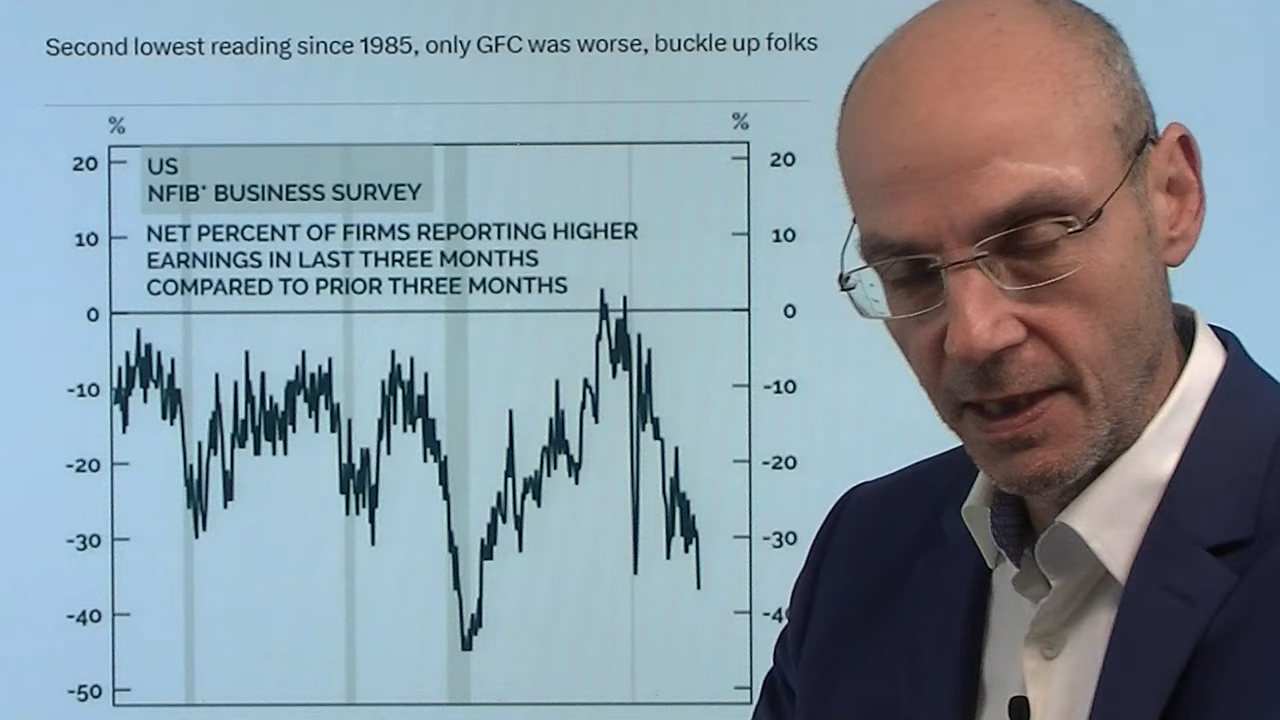 Second lowest reading since 1985, only GFC was worse, buckle up folks
% %
20 20
US
NFIB* BUSINESS SURVEY
10 10
NET PERCENT OF FIRMS REPORTING HIGHER
EARNINGS IN LAST THREE MONTHS
COMPARED TO PRIOR THREE MONTHS
0 0
-10 -10
-20 -20
-30 -30
-40
-50